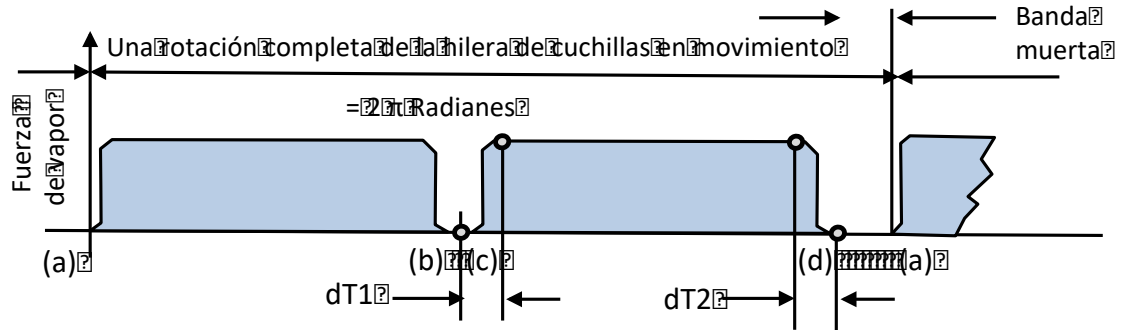 Banda
muerta
Una rotación completa de la hilera de cuchillas en movimiento
= 2 π Radianes
Fuerza
de vapor
(a) (b) (c) (d) (a)
dT1 dT2